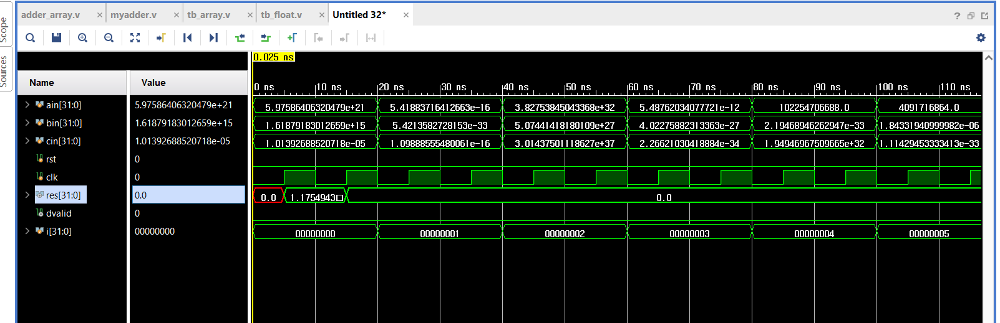 adder_array.v × myadder.v × tb_array.v × tb_float.v × Untitled 32* ×
Scope
Sources
0.025 ns
Name Value
0 ns 10 ns 20 ns 30 ns 40 ns 50 ns 60 ns 70 ns 80 ns 90 ns 100 ns 110 ns
ain[31:0] 5.97586406320479e+21 5.97586406320479e+21 5.41883716412663e-16 3.82753845043368e+32 5.48762034077721e-12 102254706688.0 4091716864.0
bin[31:0] 1.61879183012659e+15 1.61879183012659e+15 5.4213582728153e-33 5.07441418180109e+27 4.02275882313363e-27 2.19468946262947e-33 1.84331940999982e-06
cin[31:0] 1.01392688520718e-05 1.01392688520718e-05 1.09888555480061e-16 3.01437501118627e+37 2.26621030418884e-34 1.94946967509665e+32 1.11429453333413e-33
rst 0
clk 0
res[31:0] 0.0 0.0 1.1754943□ 0.0
dvalid 0
i[31:0] 00000000 00000000 00000001 00000002 00000003 00000004 00000005